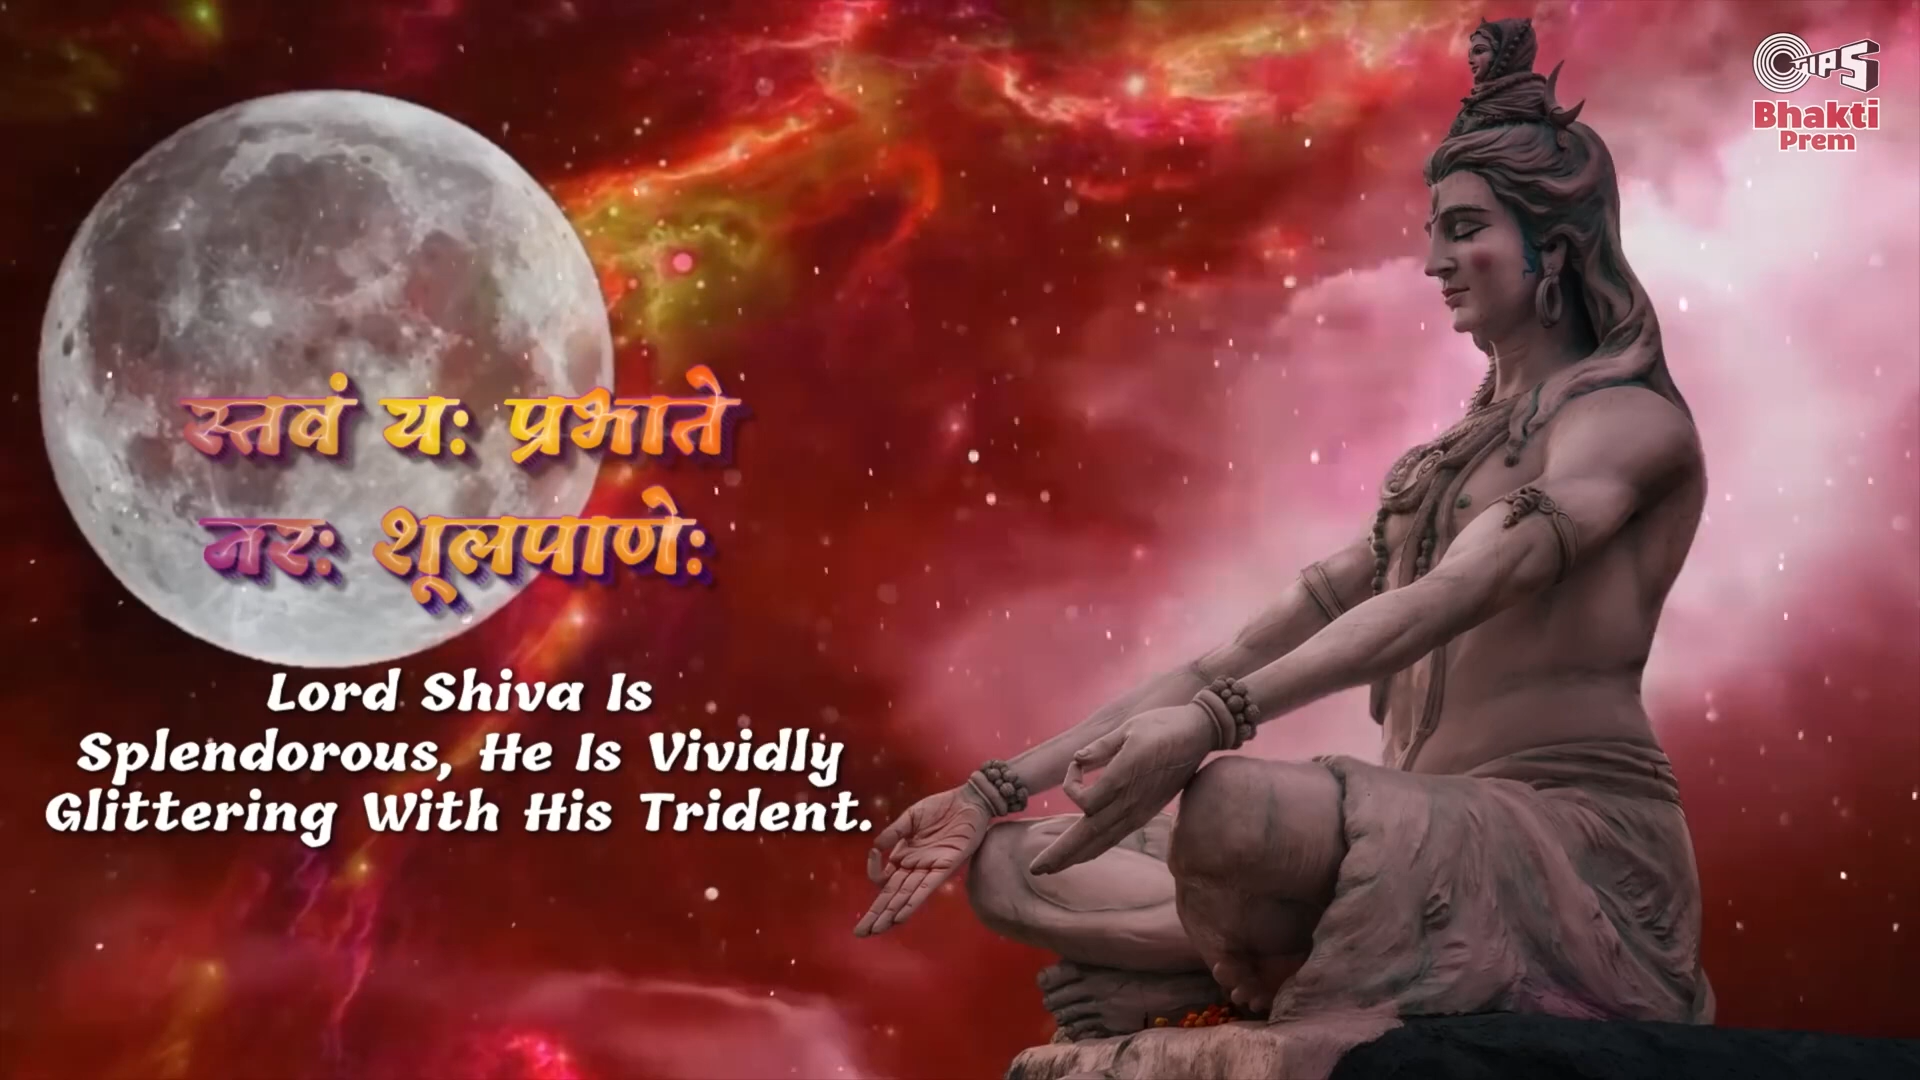 TIPS
Bhakti
Prem
स्तवं यः प्रभाते
नरः शूलपाणेः
Lord Shiva Is
Splendorous, He Is Vividly
Glittering With His Trident.